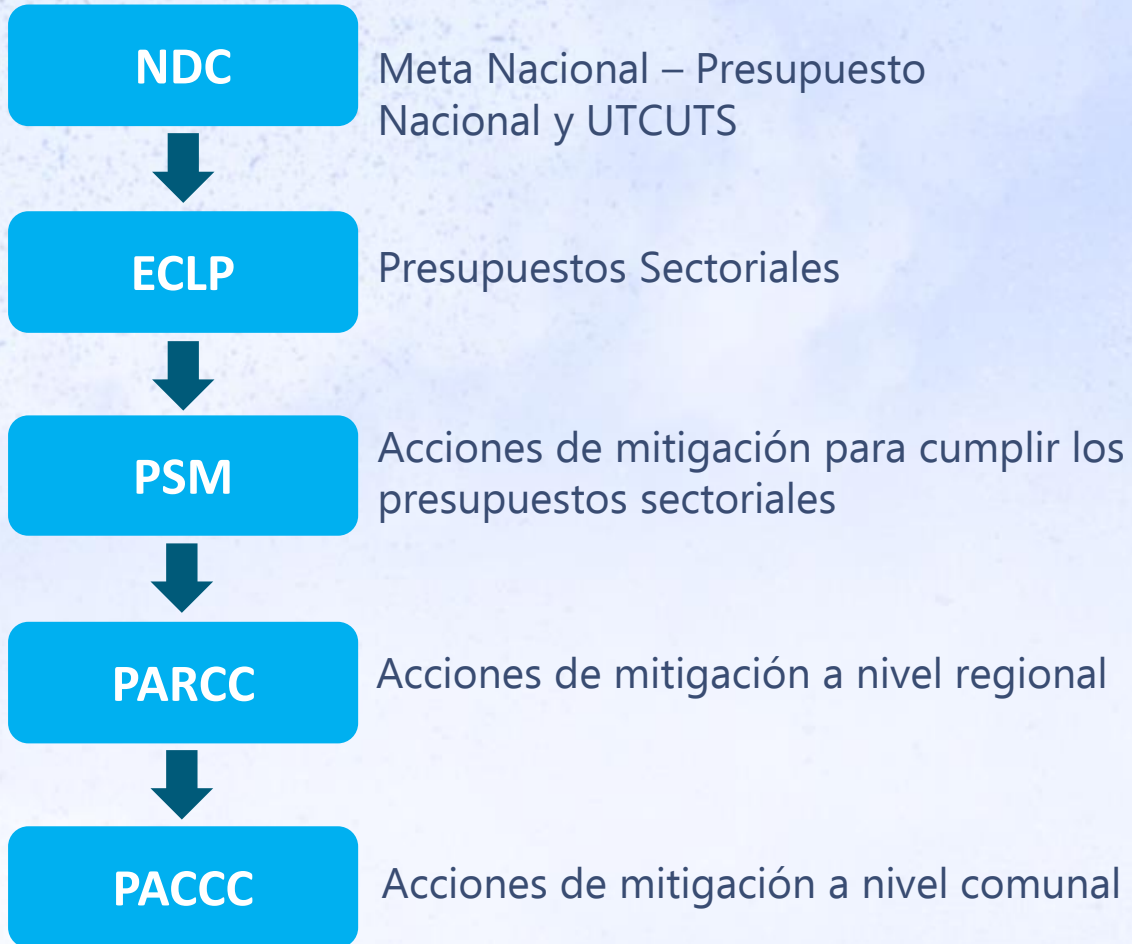 NDC
Meta Nacional – Presupuesto
Nacional y UTCUTS
ECLP
Presupuestos Sectoriales
PSM
Acciones de mitigación para cumplir los
presupuestos sectoriales
PARCC
Acciones de mitigación a nivel regional
PACCC
Acciones de mitigación a nivel comunal